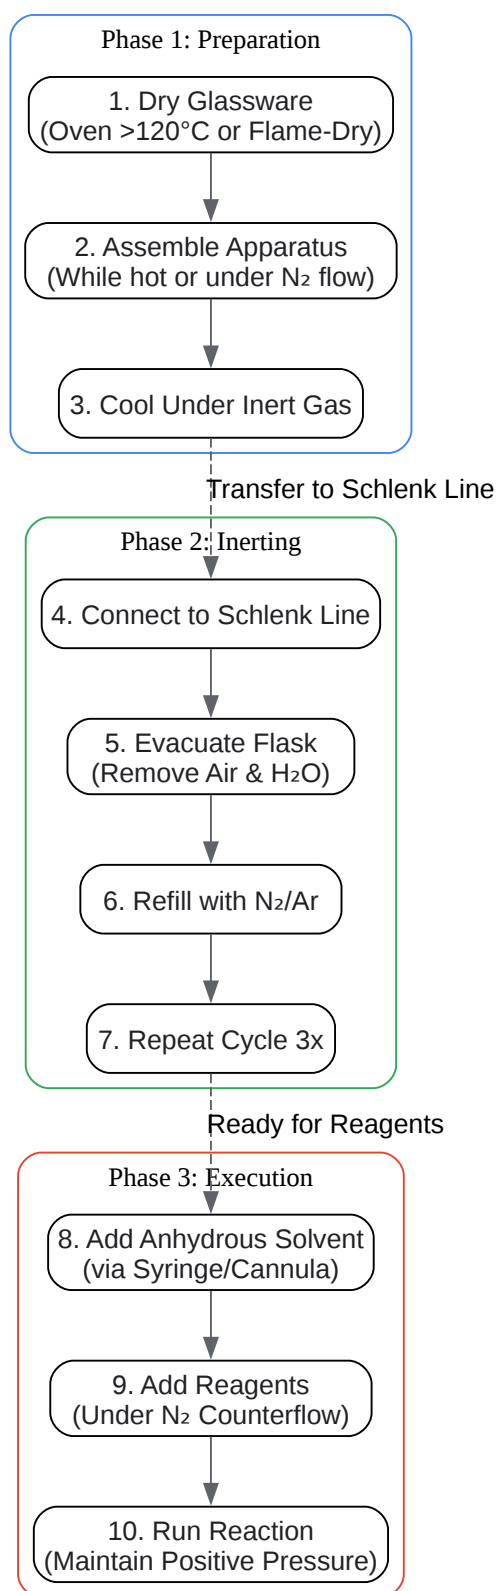 Phase 1: Preparation
1. Dry Glassware
(Oven >120°C or Flame-Dry)
2. Assemble Apparatus
(While hot or under N₂ flow)
3. Cool Under Inert Gas
Transfer to Schlenk Line
Phase 2: Inerting
4. Connect to Schlenk Line
5. Evacuate Flask
(Remove Air & H₂O)
6. Refill with N₂/Ar
7. Repeat Cycle 3x
Ready for Reagents
Phase 3: Execution
8. Add Anhydrous Solvent
(via Syringe/Cannula)
9. Add Reagents
(Under N₂ Counterflow)
10. Run Reaction
(Maintain Positive Pressure)